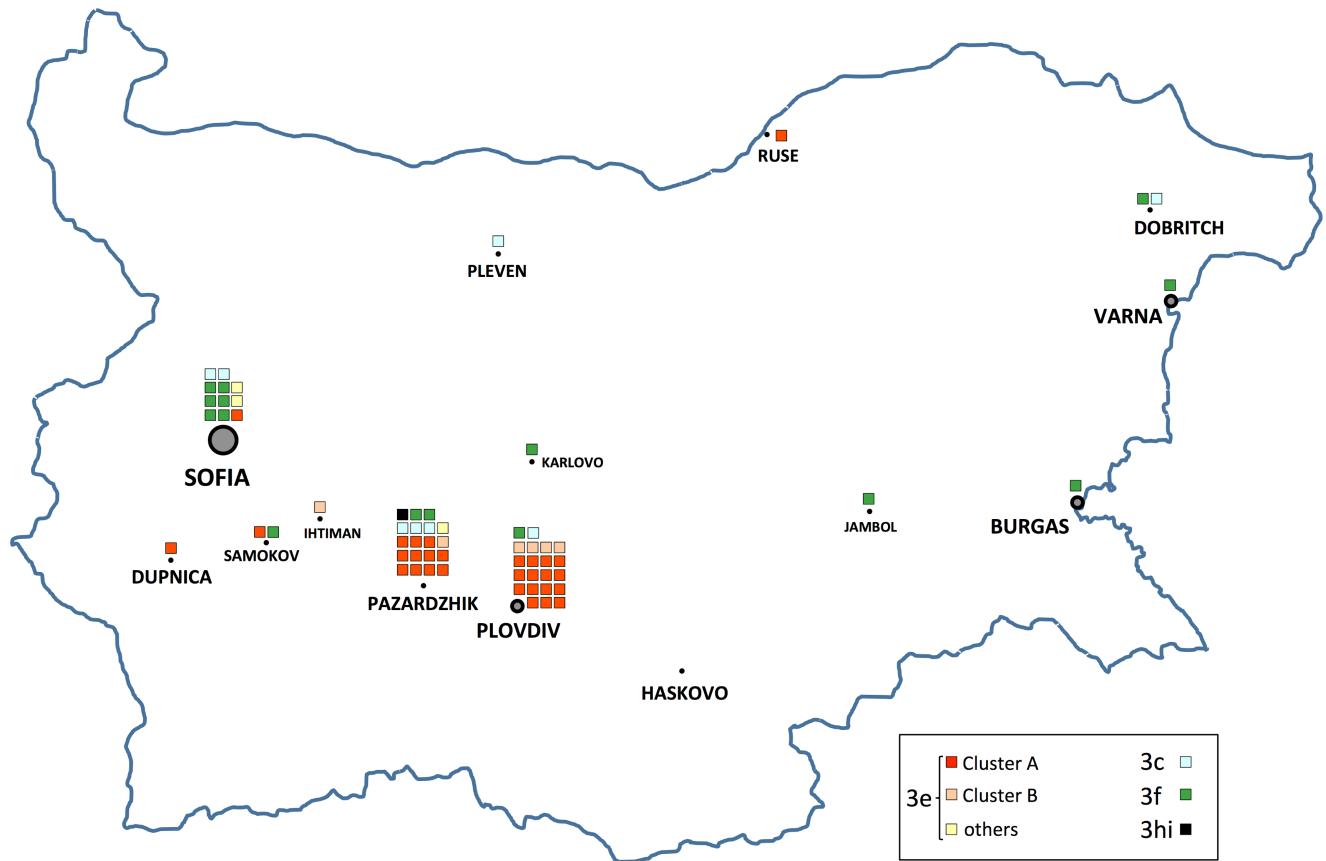 RUSE
DOBRITCH
PLEVEN
VARNA
SOFIA
KARLOVO
IHTIMAN
SAMOKOV
DUPNICA
PAZARDZHIK
PLOVDIV
JAMBOL
BURGAS
HASKOVO
3e
Cluster A
Cluster B
others
3c
3f
3hi